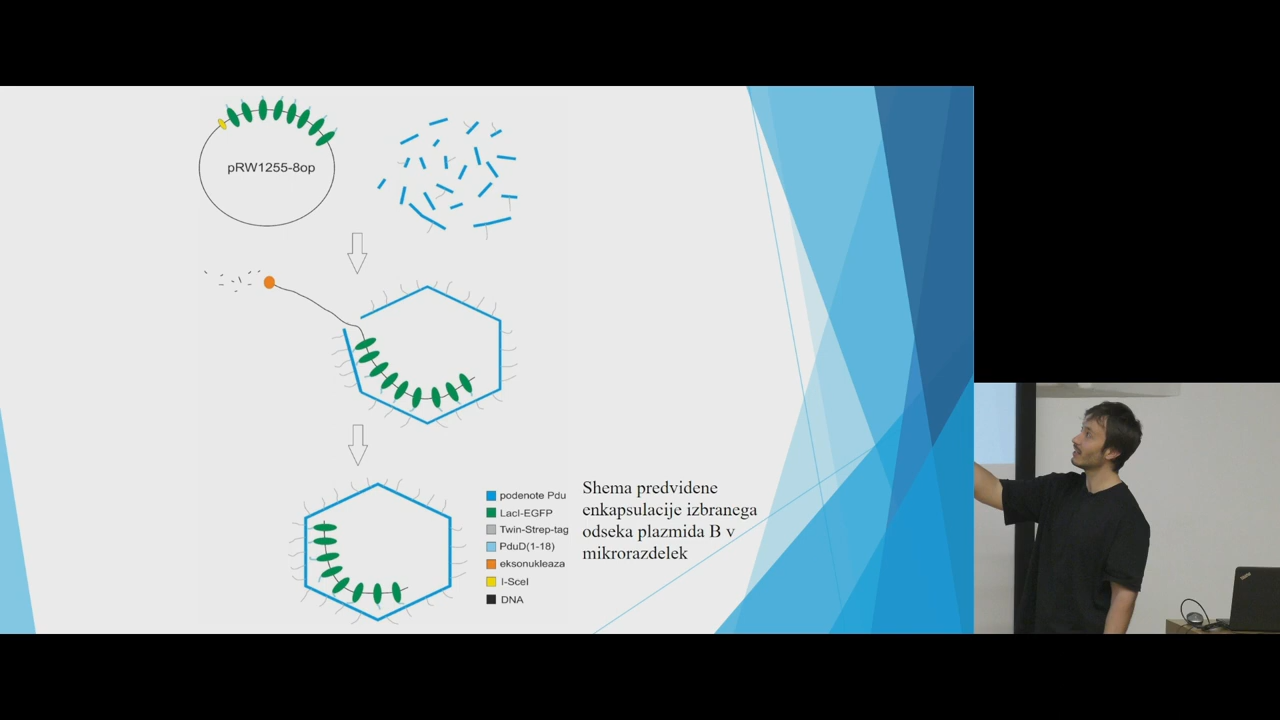 pRW1255-8op
podenote Pdu
LacI-EGFP
Twin-Strep-tag
PduD(1-18)
eksonukleaza
I-SceI
DNA
Shema predvidene
enkapsulacije izbranega
odseka plazmida B v
mikrorazdelek